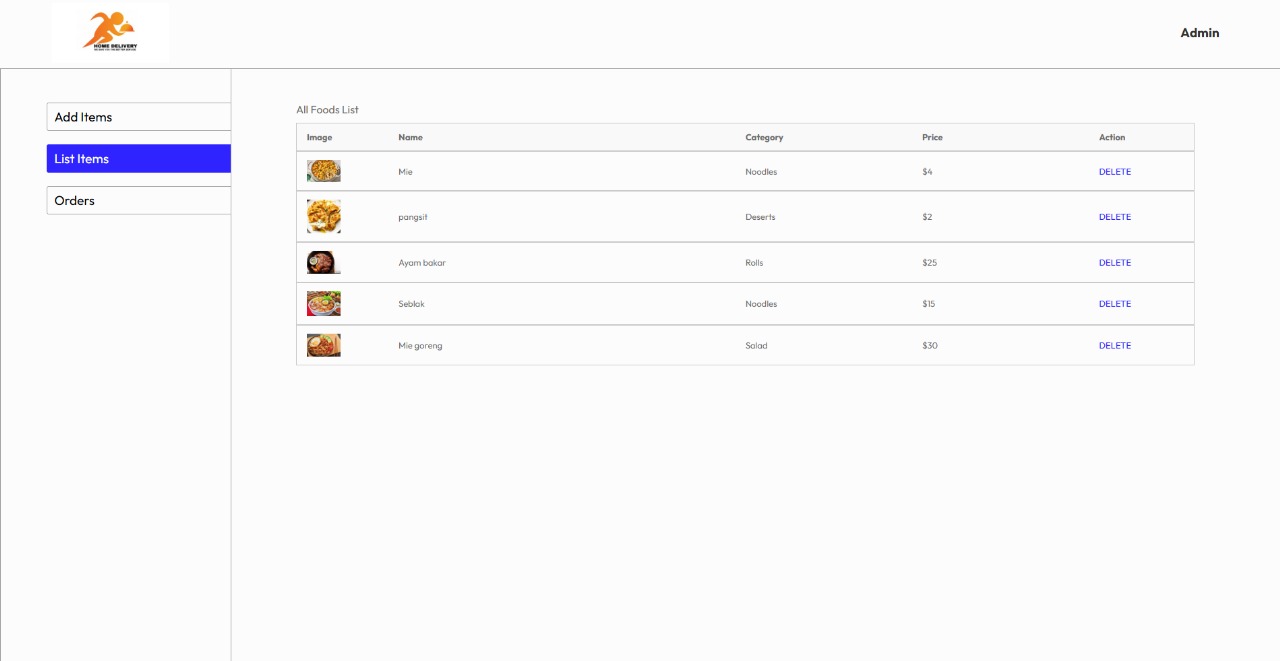 HOME DELIVERY
Admin
Add Items
List Items
Orders
All Foods List
Image Name Category Price Action
Mie Noodles $4 DELETE
pangsit Deserts $2 DELETE
Ayam bakar Rolls $25 DELETE
Seblak Noodles $15 DELETE
Mie goreng Salad $30 DELETE